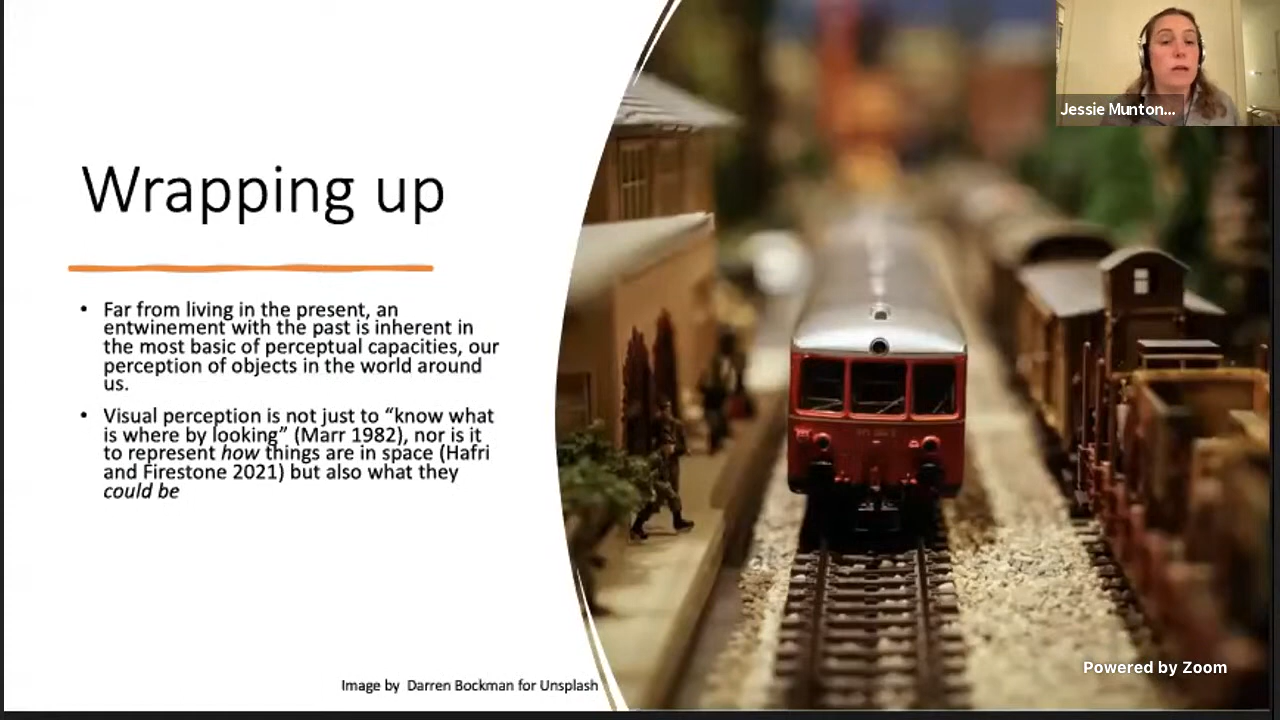 Jessie Munton...
Wrapping up
• Far from living in the present, an
entwinement with the past is inherent in
the most basic of perceptual capacities, our
perception of objects in the world around
us.
• Visual perception is not just to “know what
is where by looking” (Marr 1982), nor is it
to represent how things are in space (Hafri
and Firestone 2021) but also what they
could be
Powered by Zoom
Image by Darren Bockman for Unsplash